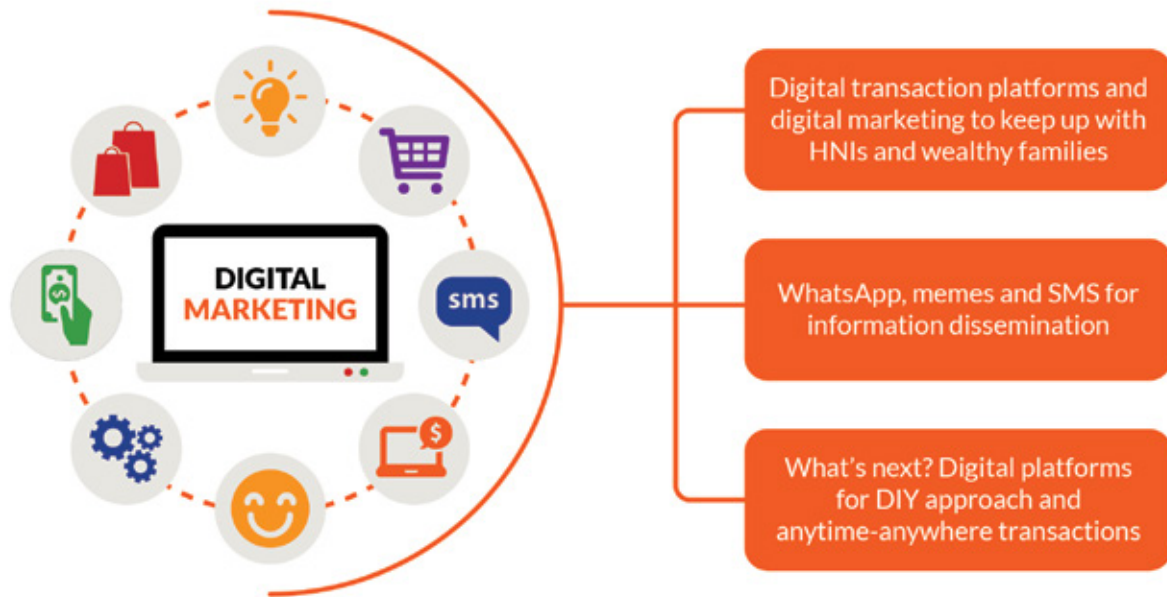 DIGITAL
MARKETING
sms
$
$
Digital transaction platforms and
digital marketing to keep up with
HNIs and wealthy families
WhatsApp, memes and SMS for
information dissemination
What's next? Digital platforms
for DIY approach and
anytime-anywhere transactions